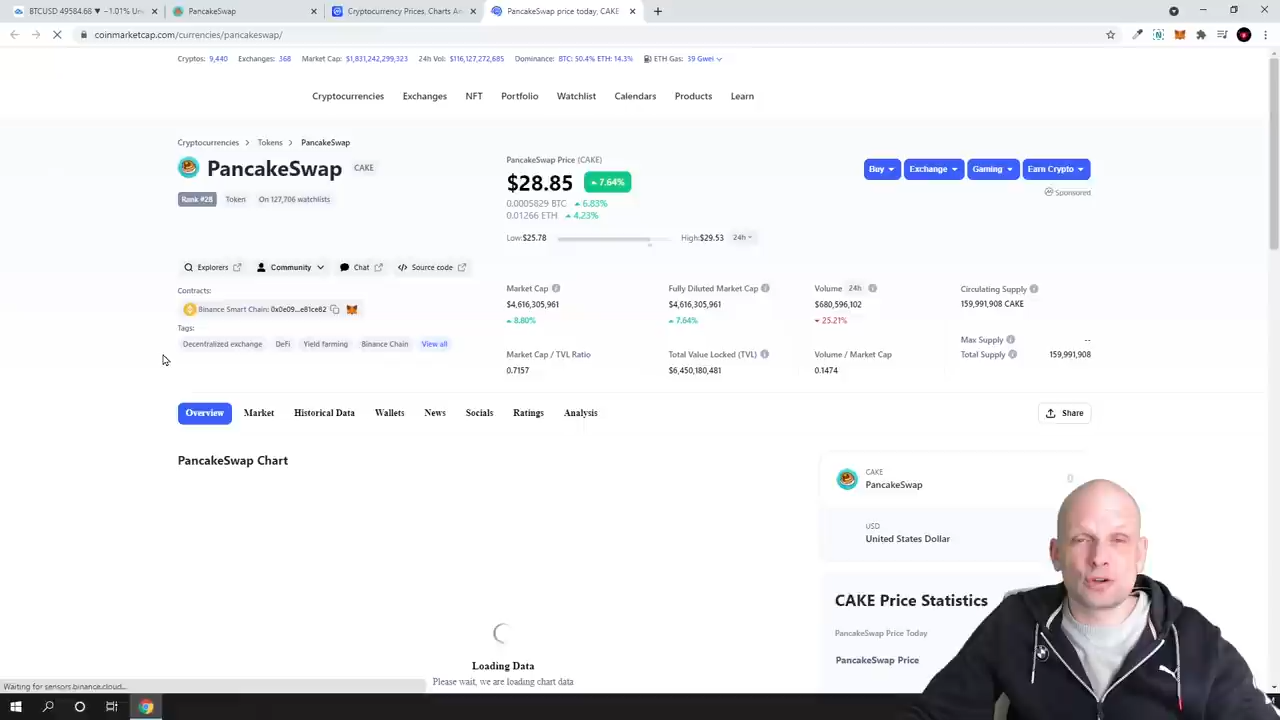 BTCUSD 49584.68 ▼ −1.01% Un
PancakeSwap
Cryptocurrency Prices, Charts An
PancakeSwap price today, CAKE
coinmarketcap.com/currencies/pancakeswap/
Cryptos: 9,440 Exchanges: 368 Market Cap: $1,831,242,299,323 24h Vol: $116,127,272,685 Dominance: BTC: 50.4% ETH: 14.3% ETH Gas: 39 Gwei
Cryptocurrencies Exchanges NFT Portfolio Watchlist Calendars Products Learn
Cryptocurrencies > Tokens > PancakeSwap
PancakeSwap CAKE
Rank #28 Token On 127,706 watchlists
PancakeSwap Price (CAKE)
$28.85 7.64%
0.0005829 BTC 6.83%
0.01266 ETH 4.23%
Low:$25.78 High:$29.53 24h
Buy Exchange Gaming Earn Crypto
Sponsored
Explorers Community Chat Source code
Contracts:
Binance Smart Chain: 0x0e09...e81ce82
Tags:
Decentralized exchange DeFi Yield farming Binance Chain View all
Market Cap
$4,616,305,961
8.80%
Fully Diluted Market Cap
$4,616,305,961
7.64%
Volume 24h
$680,596,102
25.21%
Circulating Supply
159,991,908 CAKE
Market Cap / TVL Ratio
0.7157
Total Value Locked (TVL)
$6,450,180,481
Volume / Market Cap
0.1474
Max Supply --
Total Supply 159,991,908
Overview Market Historical Data Wallets News Socials Ratings Analysis
Share
PancakeSwap Chart
Loading Data
Please wait, we are loading chart data
CAKE
PancakeSwap
0
USD
United States Dollar
CAKE Price Statistics
PancakeSwap Price Today
PancakeSwap Price
Waiting for sensors.binance.cloud...